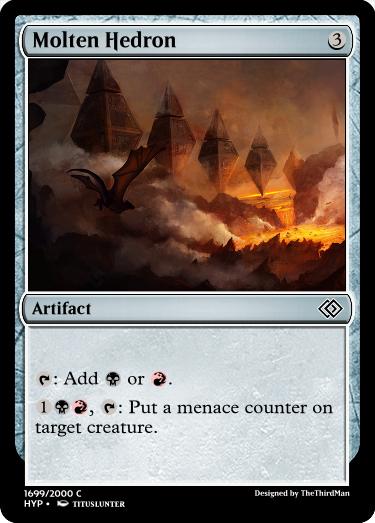 Molten Hedron 3
Artifact
: Add or .
1, : Put a menace counter on
target creature.
1699/2000 C
HYP • TITUSLUNTER
Designed by TheThirdMan